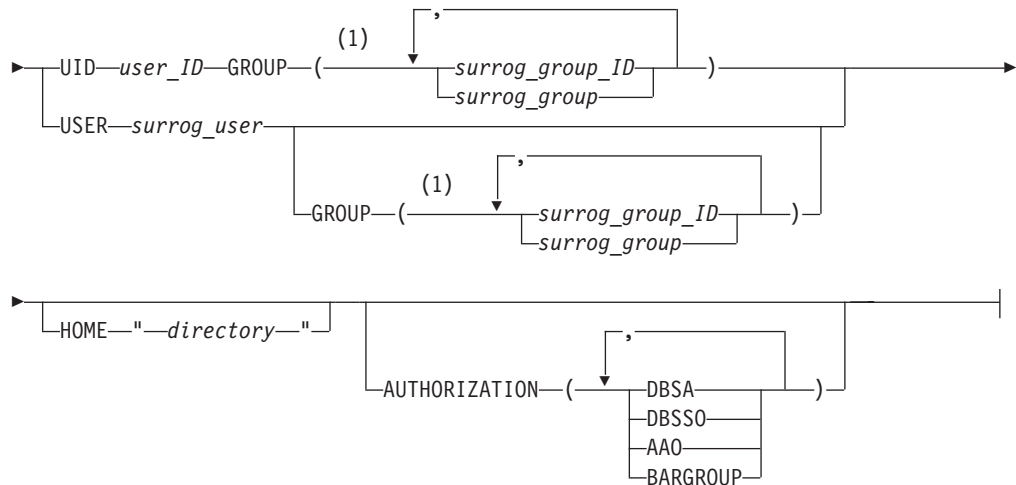 (1) ,
UID user_ID GROUP ( surrog_group_ID )
surrog_group
USER surrog_user
(1) ,
GROUP ( surrog_group_ID )
surrog_group
HOME " directory "
,
AUTHORIZATION ( DBSA )
DBSSO
AAO
BARGROUP